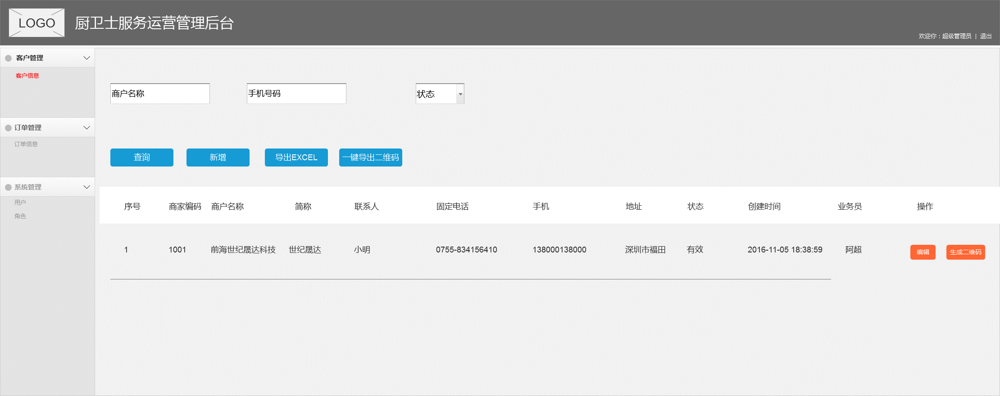 LOGO
厨卫士服务运营管理后台
欢迎你：超级管理员 | 退出
客户管理
客户信息
订单管理
订单信息
系统管理
用户
角色
商户名称 手机号码 状态
查询 新增 导出EXCEL 一键导出二维码
序号 商家编码 商户名称 简称 联系人 固定电话 手机 地址 状态 创建时间 业务员 操作
1 1001 前海世纪晟达科技 世纪晟达 小明 0755-834156410 138000138000 深圳市福田 有效 2016-11-05 18:38:59 阿超 编辑 生成二维码